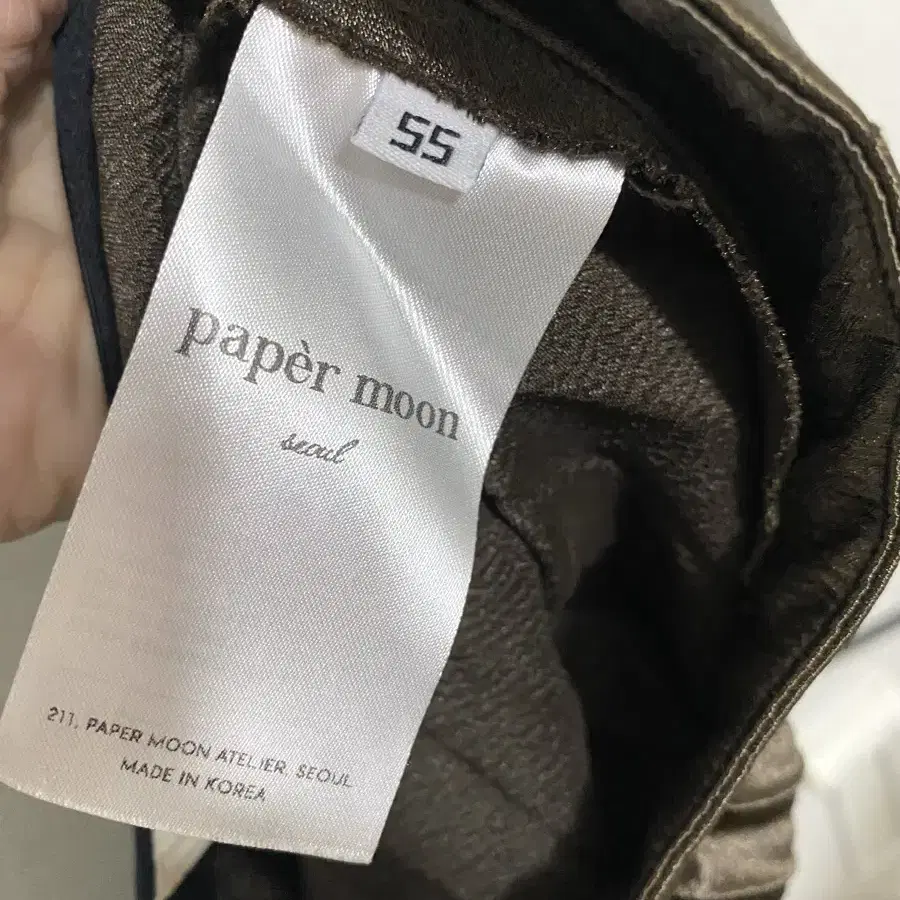 55
papèr moon
seoul
211, PAPER MOON ATELIER. SEOUL
MADE IN KOREA